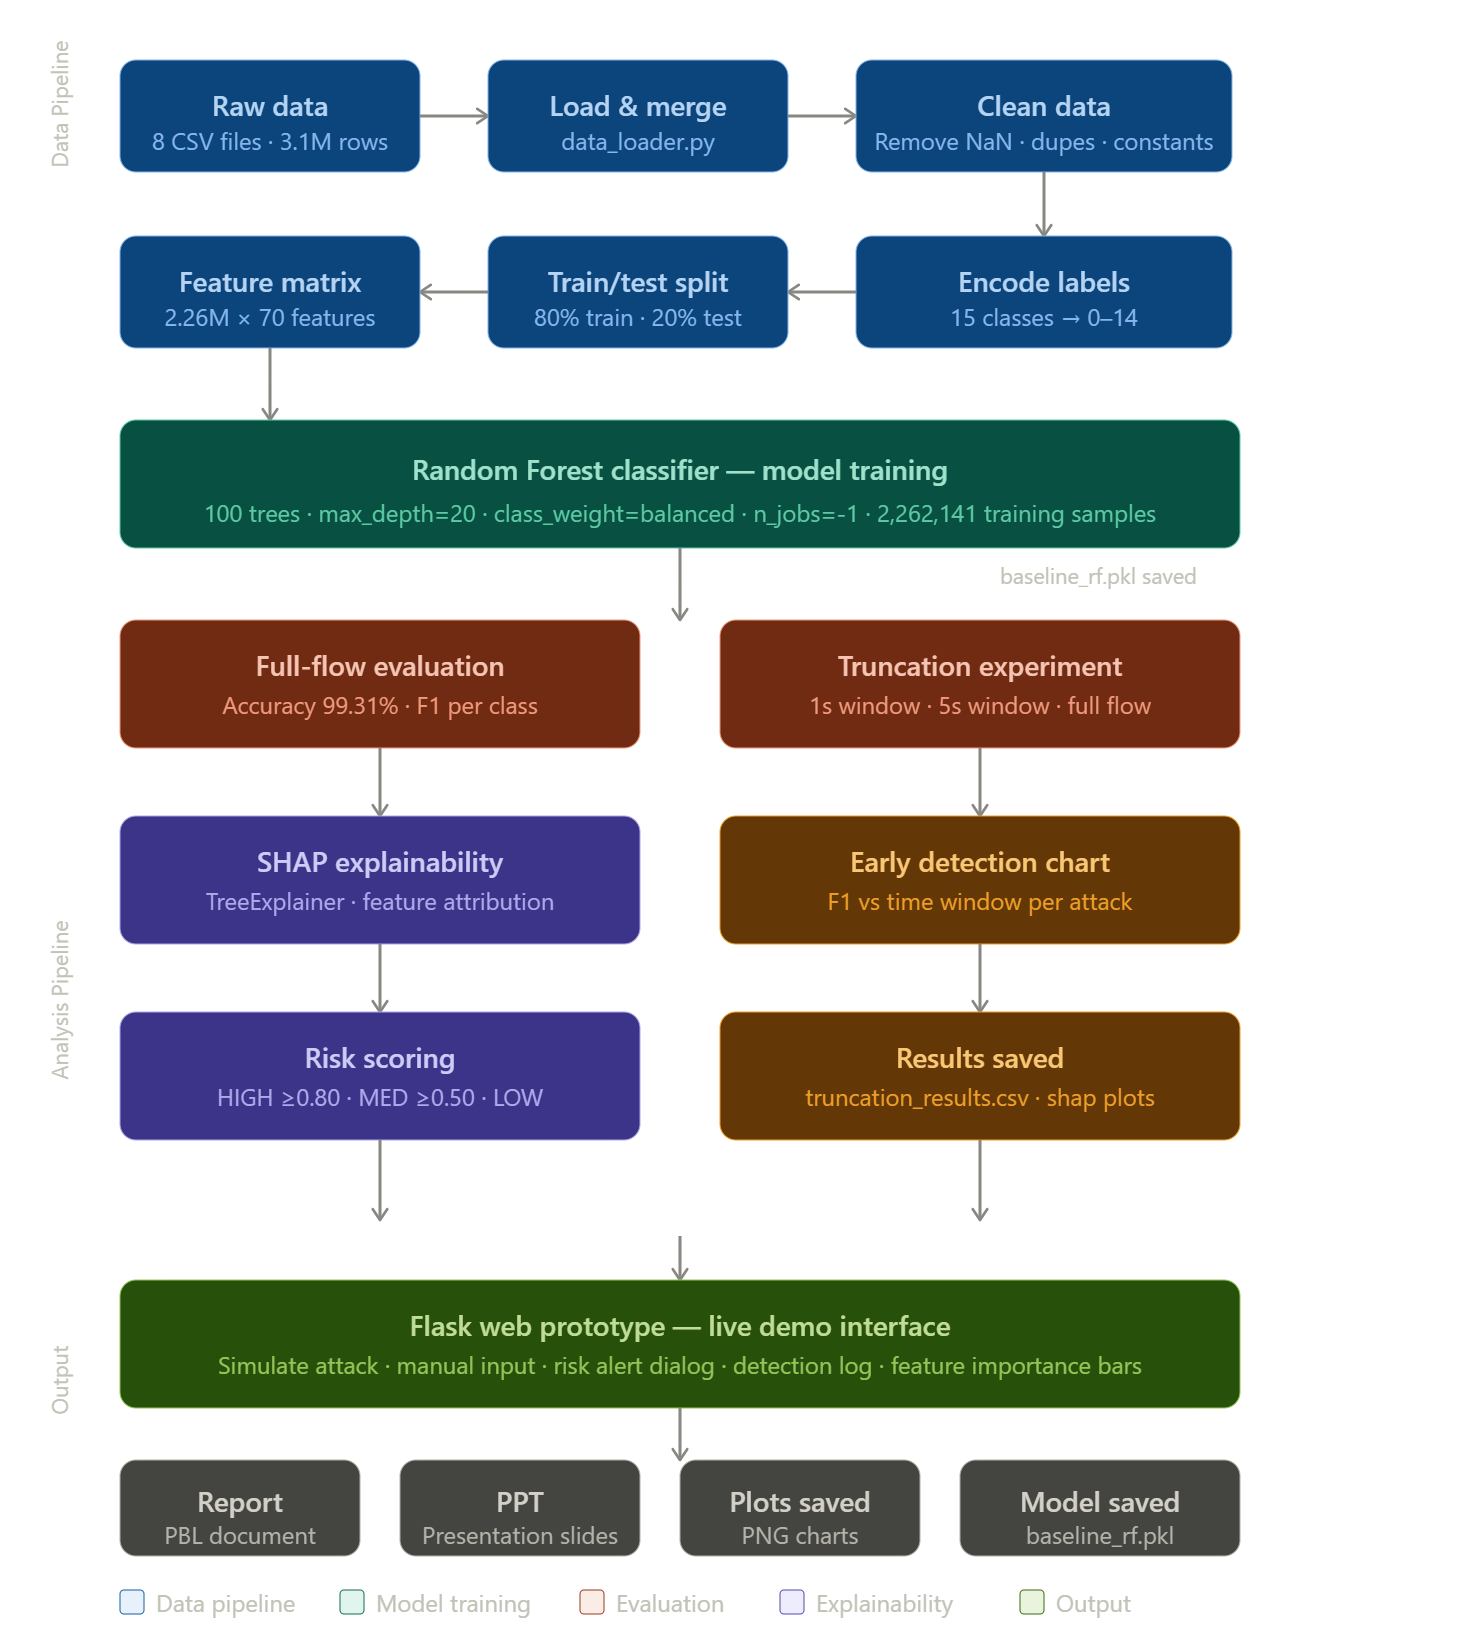 Data Pipeline
Raw data
8 CSV files · 3.1M rows
Load & merge
data_loader.py
Clean data
Remove NaN · dupes · constants
Feature matrix
2.26M × 70 features
Train/test split
80% train · 20% test
Encode labels
15 classes → 0–14
Random Forest classifier — model training
100 trees · max_depth=20 · class_weight=balanced · n_jobs=-1 · 2,262,141 training samples
baseline_rf.pkl saved
Full-flow evaluation
Accuracy 99.31% · F1 per class
Truncation experiment
1s window · 5s window · full flow
Analysis Pipeline
SHAP explainability
TreeExplainer · feature attribution
Early detection chart
F1 vs time window per attack
Risk scoring
HIGH ≥0.80 · MED ≥0.50 · LOW
Results saved
truncation_results.csv · shap plots
Output
Flask web prototype — live demo interface
Simulate attack · manual input · risk alert dialog · detection log · feature importance bars
Report
PBL document
PPT
Presentation slides
Plots saved
PNG charts
Model saved
baseline_rf.pkl
Data pipeline
Model training
Evaluation
Explainability
Output